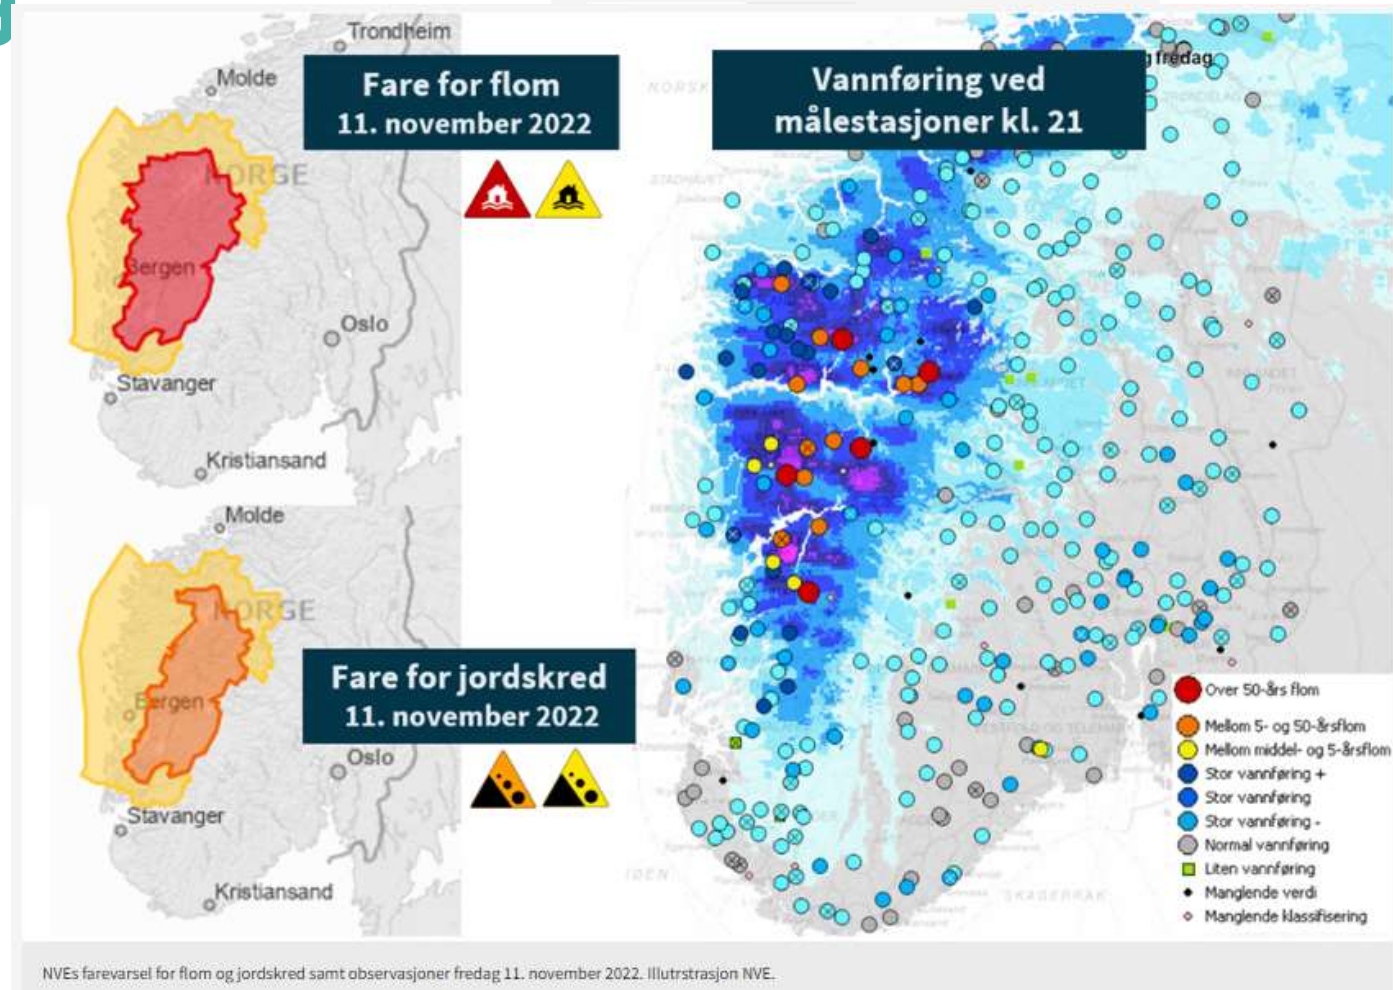 Trondheim
Molde
Fare for flom
11. november 2022
NORGE
Bergen
Oslo
Stavanger
Kristiansand
Molde
NORGE
Bergen
Fare for jordskred
11. november 2022
Oslo
Stavanger
Kristiansand
Vannføring ved
målestasjoner kl. 21
fredag
NORSK
STADHAVET
SKAGERRAK
Over 50-års flom
Mellom 5- og 50-årsflom
Mellom middel- og 5-årsflom
Stor vannføring +
Stor vannføring
Stor vannføring -
Normal vannføring
Liten vannføring
Manglende verdi
Manglende klassifisering
NVEs farevarsel for flom og jordskred samt observasjoner fredag 11. november 2022. Illutrstrasjon NVE.